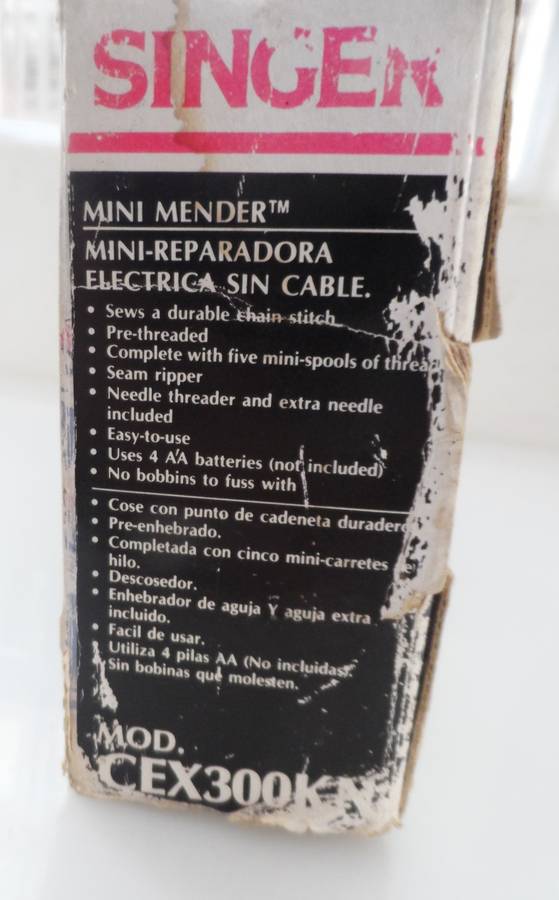 SINGER
MINI MENDER™
MINI-REPARADORA
ELECTRICA SIN CABLE.
• Sews a durable chain stitch
• Pre-threaded
• Complete with five mini-spools of thread
• Seam ripper
• Needle threader and extra needle
included
• Easy-to-use
• Uses 4 AA batteries (not included)
• No bobbins to fuss with
• Cose con punto de cadeneta duradero
• Pre-enhebrado.
• Completada con cinco mini-carretes
hilo.
• Descosedor.
• Enhebrador de aguja Y aguja extra
incluido.
• Facil de usar.
• Utiliza 4 pilas AA (No incluidas).
• Sin bobinas que molesten.
MOD.
CEX300KN